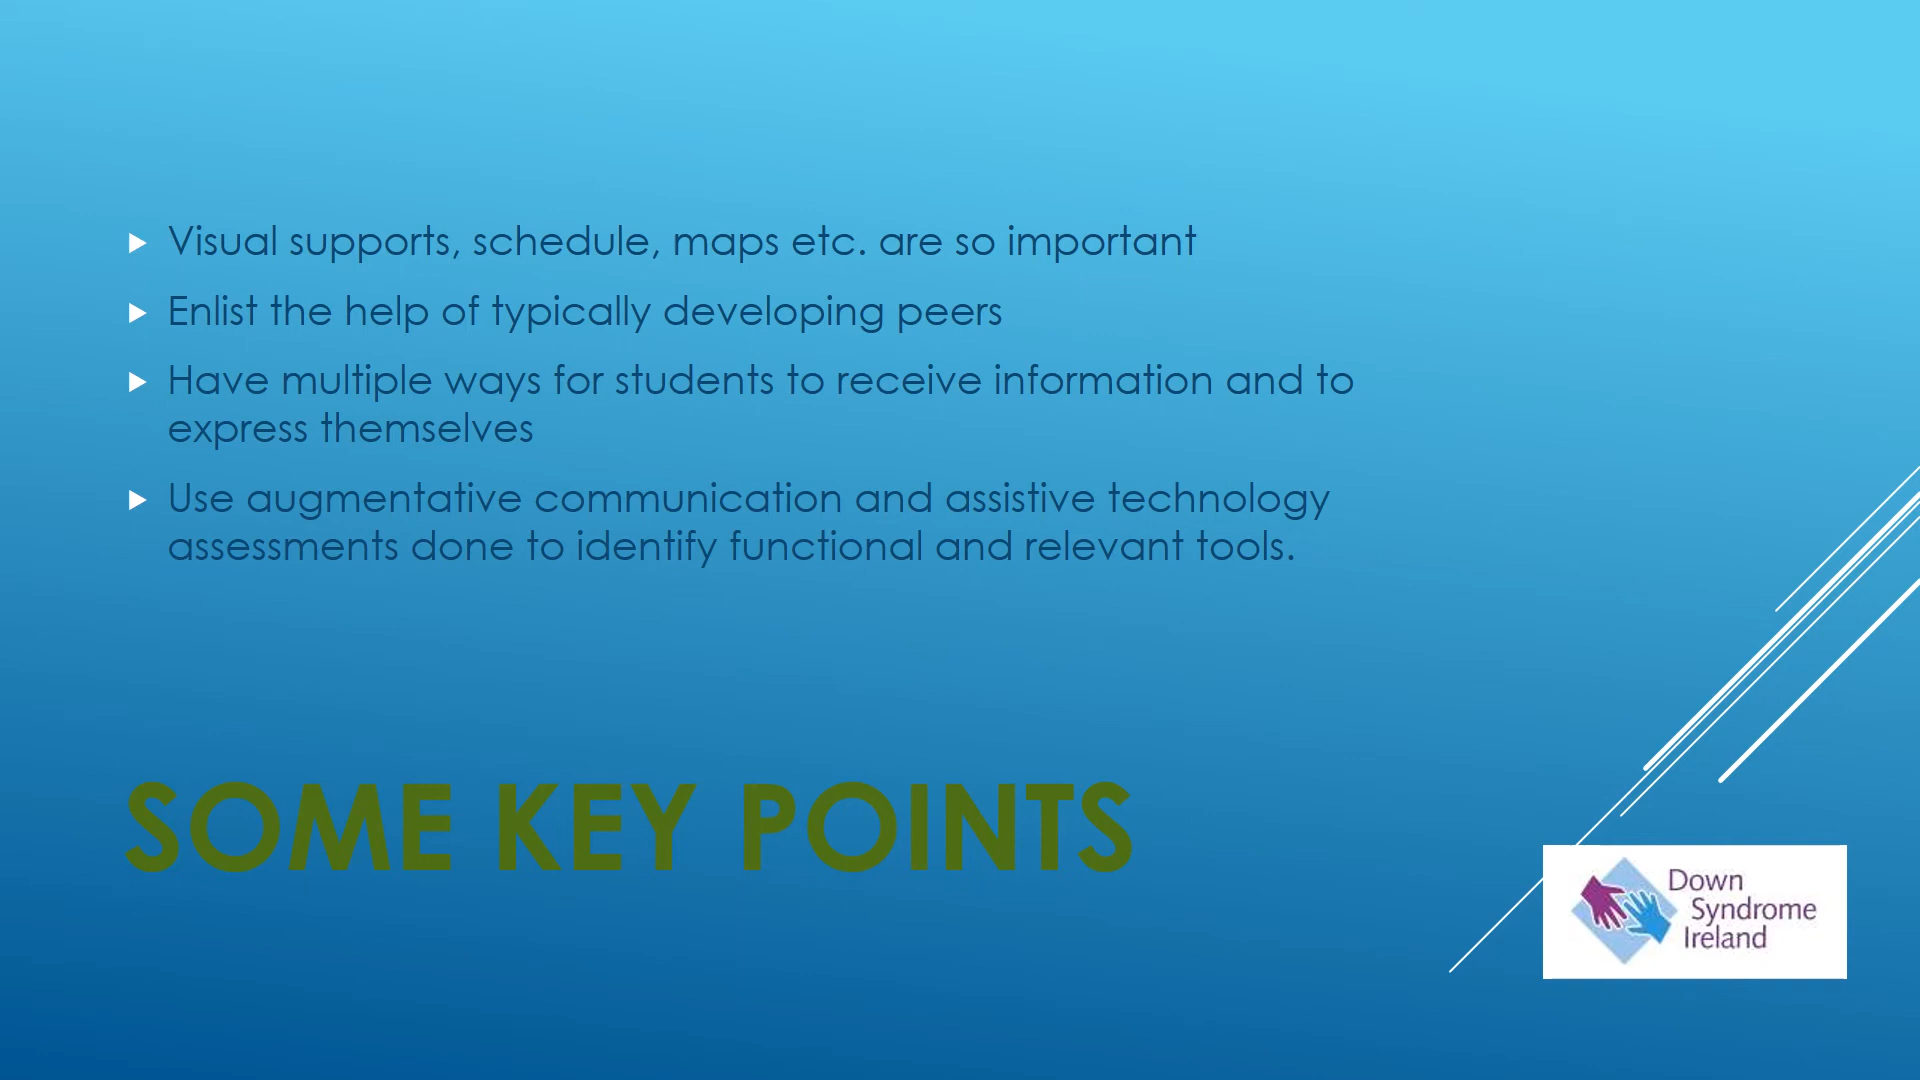 Visual supports, schedule, maps etc. are so important
Enlist the help of typically developing peers
Have multiple ways for students to receive information and to
express themselves
Use augmentative communication and assistive technology
assessments done to identify functional and relevant tools.
SOME KEY POINTS
Down
Syndrome
Ireland